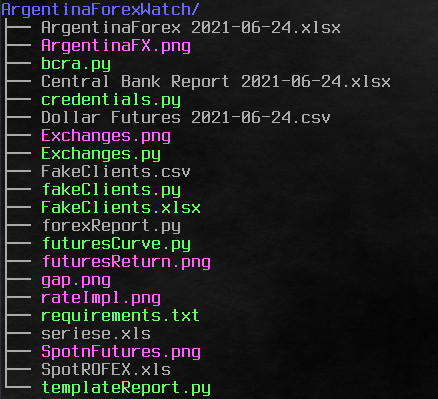 ArgentinaForexWatch/
├── ArgentinaForex 2021-06-24.xlsx
├── ArgentinaFX.png
├── bcra.py
├── Central Bank Report 2021-06-24.xlsx
├── credentials.py
├── Dollar Futures 2021-06-24.csv
├── Exchanges.png
├── Exchanges.py
├── FakeClients.csv
├── fakeClients.py
├── FakeClients.xlsx
├── forexReport.py
├── futuresCurve.py
├── futuresReturn.png
├── gap.png
├── rateImpl.png
├── requirements.txt
├── seriese.xls
├── SpotnFutures.png
├── SpotROFEX.xls
└── templateReport.py